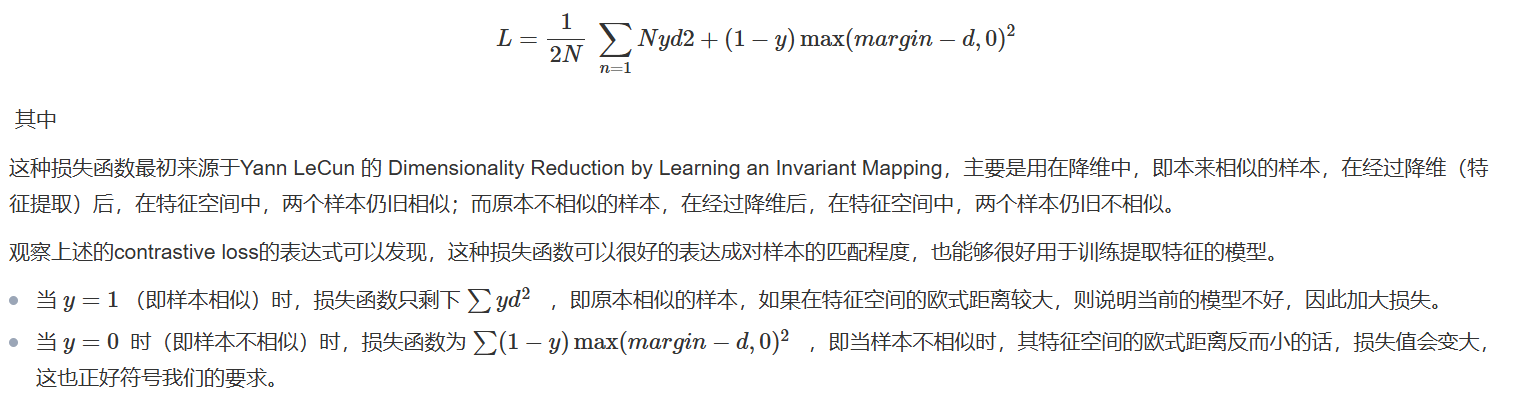 L = \frac{1}{2N} \sum_{n=1} Nyd2 + (1 − y) max(margin − d, 0)^2
其中
这种损失函数最初来源于Yann LeCun 的 Dimensionality Reduction by Learning an Invariant Mapping，主要是用在降维中，即本来相似的样本，在经过降维（特
征提取）后，在特征空间中，两个样本仍旧相似；而原本不相似的样本，在经过降维后，在特征空间中，两个样本仍旧不相似。
观察上述的contrastive loss的表达式可以发现，这种损失函数可以很好的表达成对样本的匹配程度，也能够很好用于训练提取特征的模型。
• 当 y = 1 （即样本相似）时，损失函数只剩下 ∑ yd^2 ，即原本相似的样本，如果在特征空间的欧式距离较大，则说明当前的模型不好，因此加大损失。
• 当 y = 0 时（即样本不相似）时，损失函数为 ∑(1 − y) max(margin − d, 0)^2 ，即当样本不相似时，其特征空间的欧式距离反而小的话，损失值会变大，
这也正好符号我们的要求。